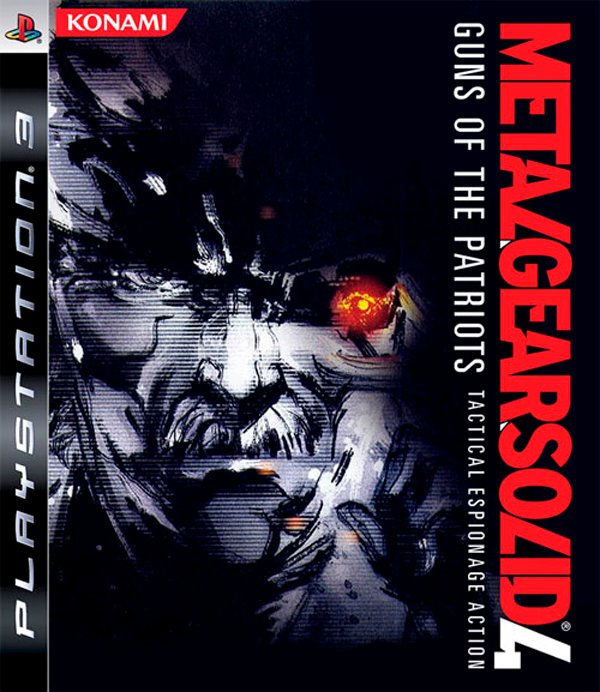 KONAMI
PLAYSTATION 3
METAL GEAR SOLID 4®
GUNS OF THE PATRIOTS TACTICAL ESPIONAGE ACTION